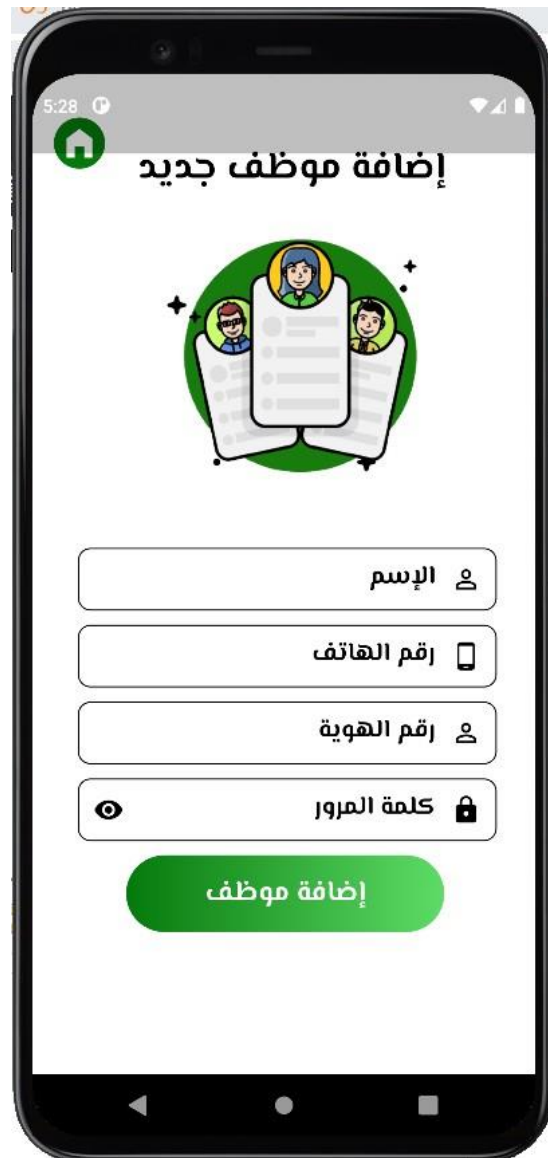 5:28
إضافة موظف جديد
الإسم
رقم الهاتف
رقم الهوية
كلمة المرور
إضافة موظف